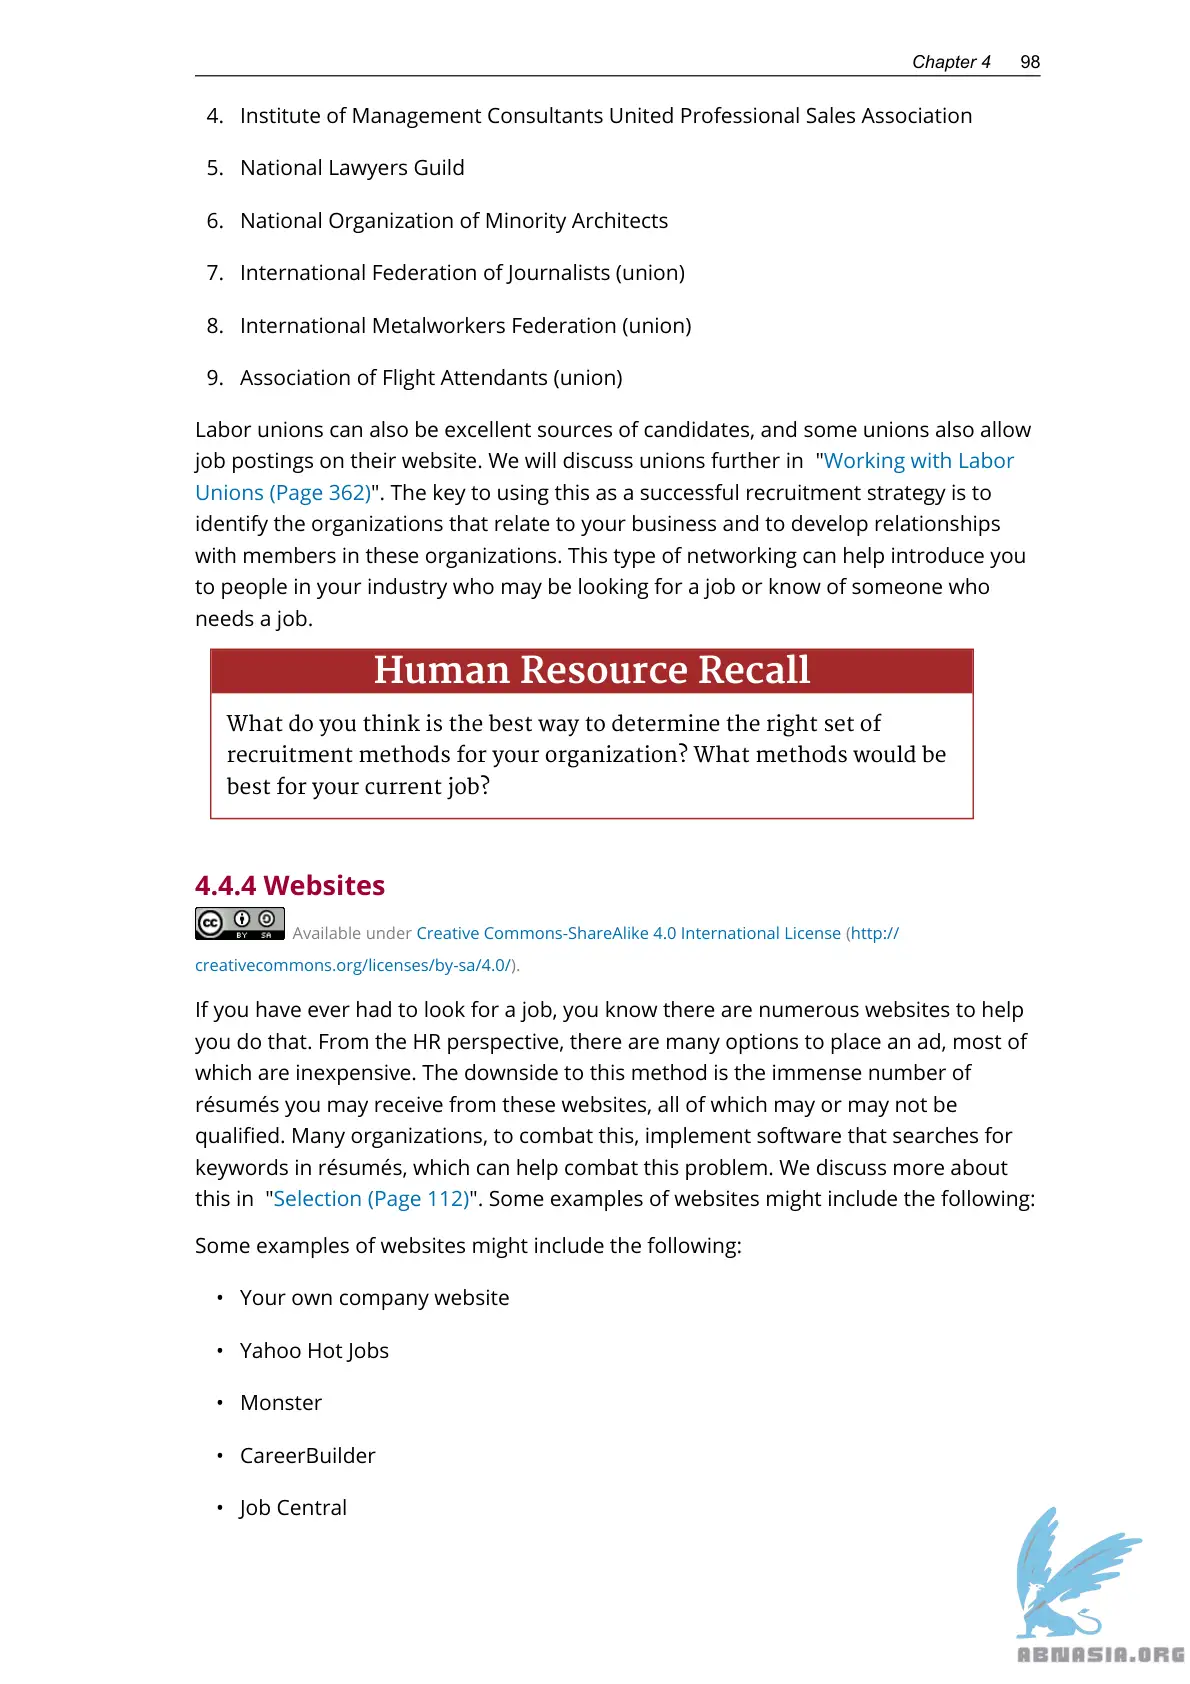 Chapter 4 98
4. Institute of Management Consultants United Professional Sales Association
5. National Lawyers Guild
6. National Organization of Minority Architects
7. International Federation of Journalists (union)
8. International Metalworkers Federation (union)
9. Association of Flight Attendants (union)
Labor unions can also be excellent sources of candidates, and some unions also allow
job postings on their website. We will discuss unions further in "Working with Labor
Unions (Page 362)". The key to using this as a successful recruitment strategy is to
identify the organizations that relate to your business and to develop relationships
with members in these organizations. This type of networking can help introduce you
to people in your industry who may be looking for a job or know of someone who
needs a job.
Human Resource Recall
What do you think is the best way to determine the right set of
recruitment methods for your organization? What methods would be
best for your current job?
4.4.4 Websites
cc BY SA Available under Creative Commons-ShareAlike 4.0 International License (http://
creativecommons.org/licenses/by-sa/4.0/).
If you have ever had to look for a job, you know there are numerous websites to help
you do that. From the HR perspective, there are many options to place an ad, most of
which are inexpensive. The downside to this method is the immense number of
résumés you may receive from these websites, all of which may or may not be
qualified. Many organizations, to combat this, implement software that searches for
keywords in résumés, which can help combat this problem. We discuss more about
this in "Selection (Page 112)". Some examples of websites might include the following:
Some examples of websites might include the following:
• Your own company website
• Yahoo Hot Jobs
• Monster
• CareerBuilder
• Job Central
ABNASIA.ORG